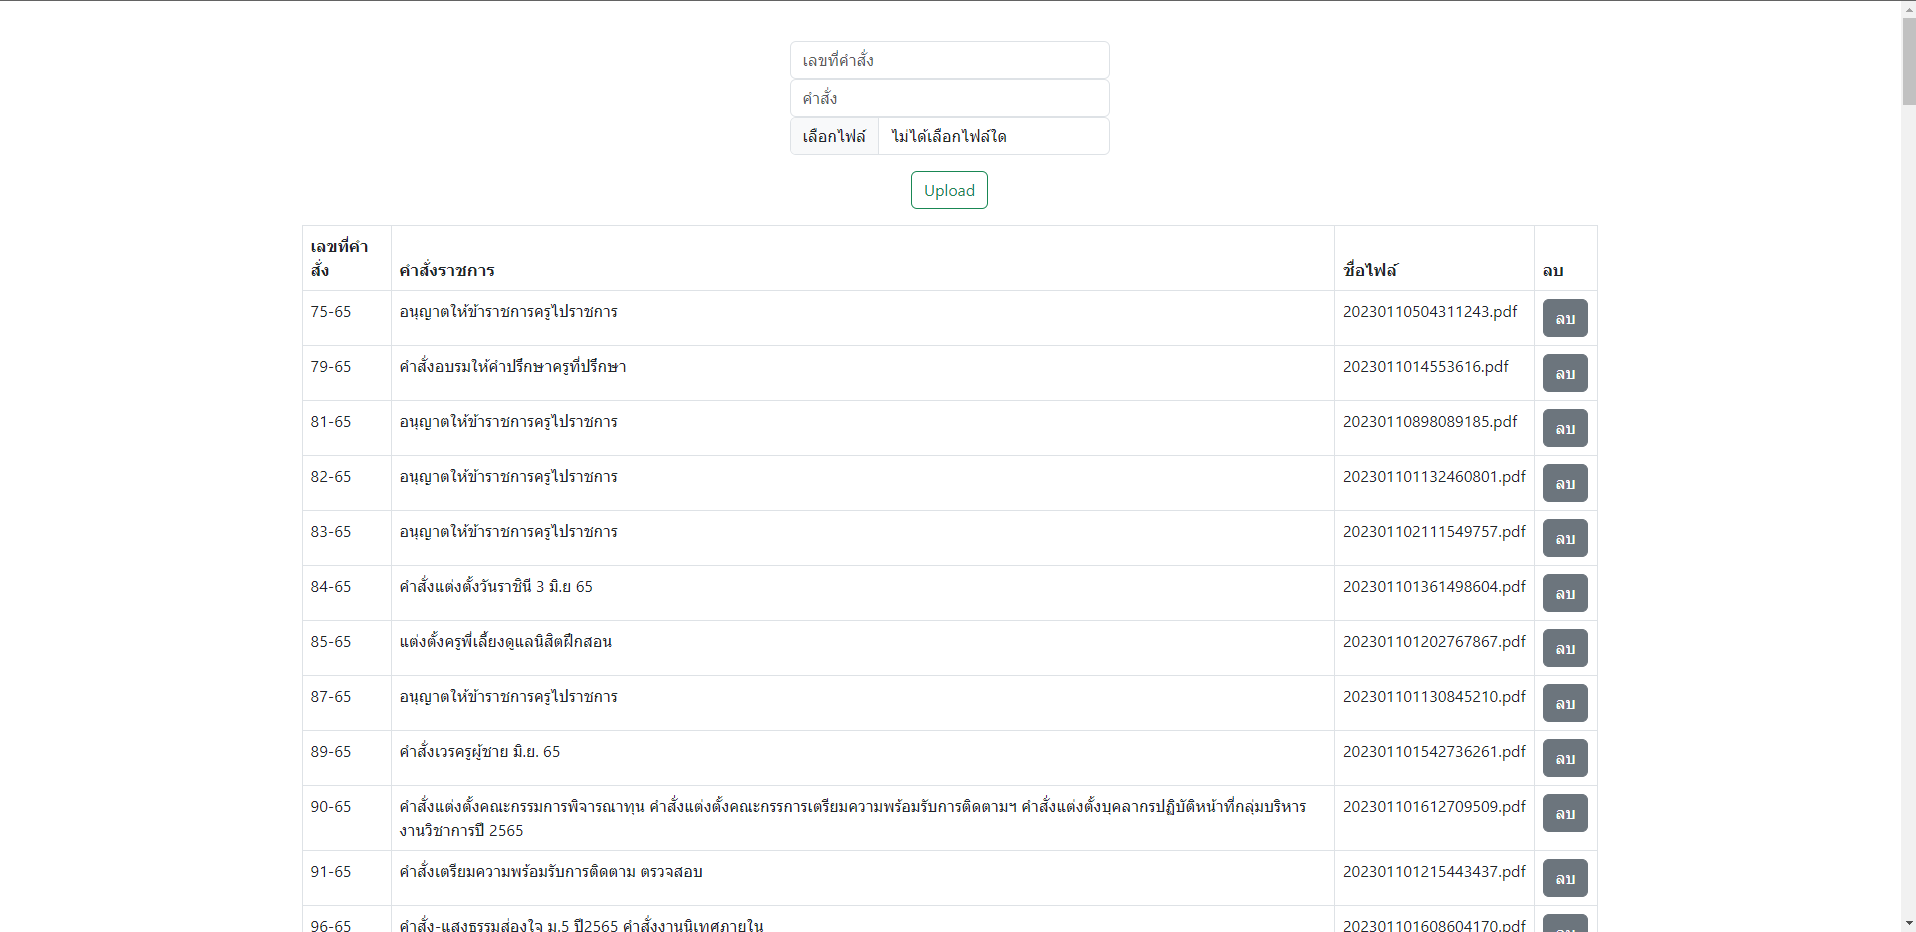 เลขที่คำสั่ง
คำสั่ง
เลือกไฟล์ ไม่ได้เลือกไฟล์ใด
Upload
เลขที่คำ
สั่ง คำสั่งราชการ ชื่อไฟล์ ลบ
75-65 อนุญาตให้ข้าราชการครูไปราชการ 20230110504311243.pdf ลบ
79-65 คำสั่งอบรมให้คำปรึกษาครูที่ปรึกษา 2023011014553616.pdf ลบ
81-65 อนุญาตให้ข้าราชการครูไปราชการ 20230110898089185.pdf ลบ
82-65 อนุญาตให้ข้าราชการครูไปราชการ 202301101132460801.pdf ลบ
83-65 อนุญาตให้ข้าราชการครูไปราชการ 202301102111549757.pdf ลบ
84-65 คำสั่งแต่งตั้งวันราชินี 3 มิ.ย 65 202301101361498604.pdf ลบ
85-65 แต่งตั้งครูพี่เลี้ยงดูแลนิสิตฝึกสอน 202301101202767867.pdf ลบ
87-65 อนุญาตให้ข้าราชการครูไปราชการ 202301101130845210.pdf ลบ
89-65 คำสั่งเวรครูผู้ชาย มิ.ย. 65 202301101542736261.pdf ลบ
90-65 คำสั่งแต่งตั้งคณะกรรมการพิจารณาทุน คำสั่งแต่งตั้งคณะกรรการเตรียมความพร้อมรับการติดตามฯ คำสั่งแต่งตั้งบุคลากรปฏิบัติหน้าที่กลุ่มบริหาร 202301101612709509.pdf ลบ
งานวิชาการปี 2565
91-65 คำสั่งเตรียมความพร้อมรับการติดตาม ตรวจสอบ 202301101215443437.pdf ลบ
96-65 คำสั่ง-แสงธรรมส่องใจ ม.5 ปี2565 คำสั่งงานนิเทศภายใน 202301101608604170.pdf ลบ